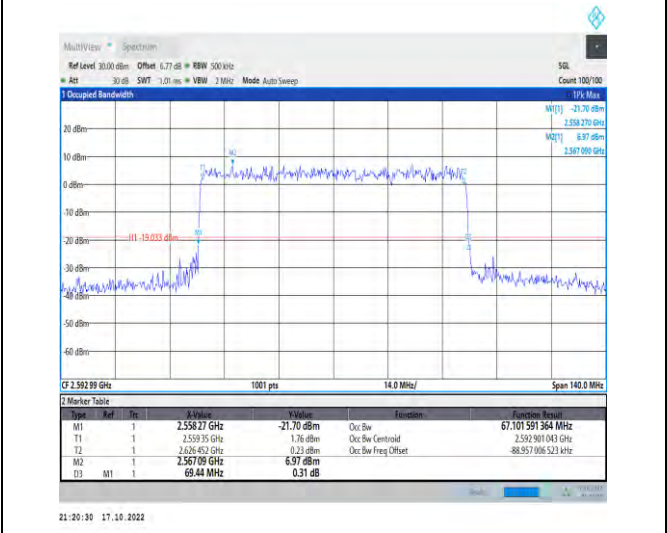 MultiView Spectrum
Ref Level 30.00 dBm Offset 6.77 dB RBW 500 kHz SGL
Att 30 dB SWT 1.01 ms VBW 2 MHz Mode Auto Sweep Count 100/100
1 Occupied Bandwidth 1Pk Max
M1[1] -21.70 dBm
2.558 270 GHz
M2[1] 6.97 dBm
2.567 090 GHz
20 dBm
M2
10 dBm
0 dBm
-10 dBm
-20 dBm H1 -19.033 dBm
-30 dBm
-40 dBm
-50 dBm
-60 dBm
CF 2.592 99 GHz 1001 pts 14.0 MHz/ Span 140.0 MHz
2 Marker Table
Type Ref Trc X-Value Y-Value Function Function Result
M1 1 2.558 27 GHz -21.70 dBm Occ Bw 67.101 591 364 MHz
T1 1 2.559 35 GHz 1.76 dBm Occ Bw Centroid 2.592 901 043 GHz
T2 1 2.626 452 GHz 0.23 dBm Occ Bw Freq Offset -88.957 006 523 kHz
M2 1 2.567 09 GHz 6.97 dBm
D3 M1 1 69.44 MHz 0.31 dB
21:20:30 17.10.2022